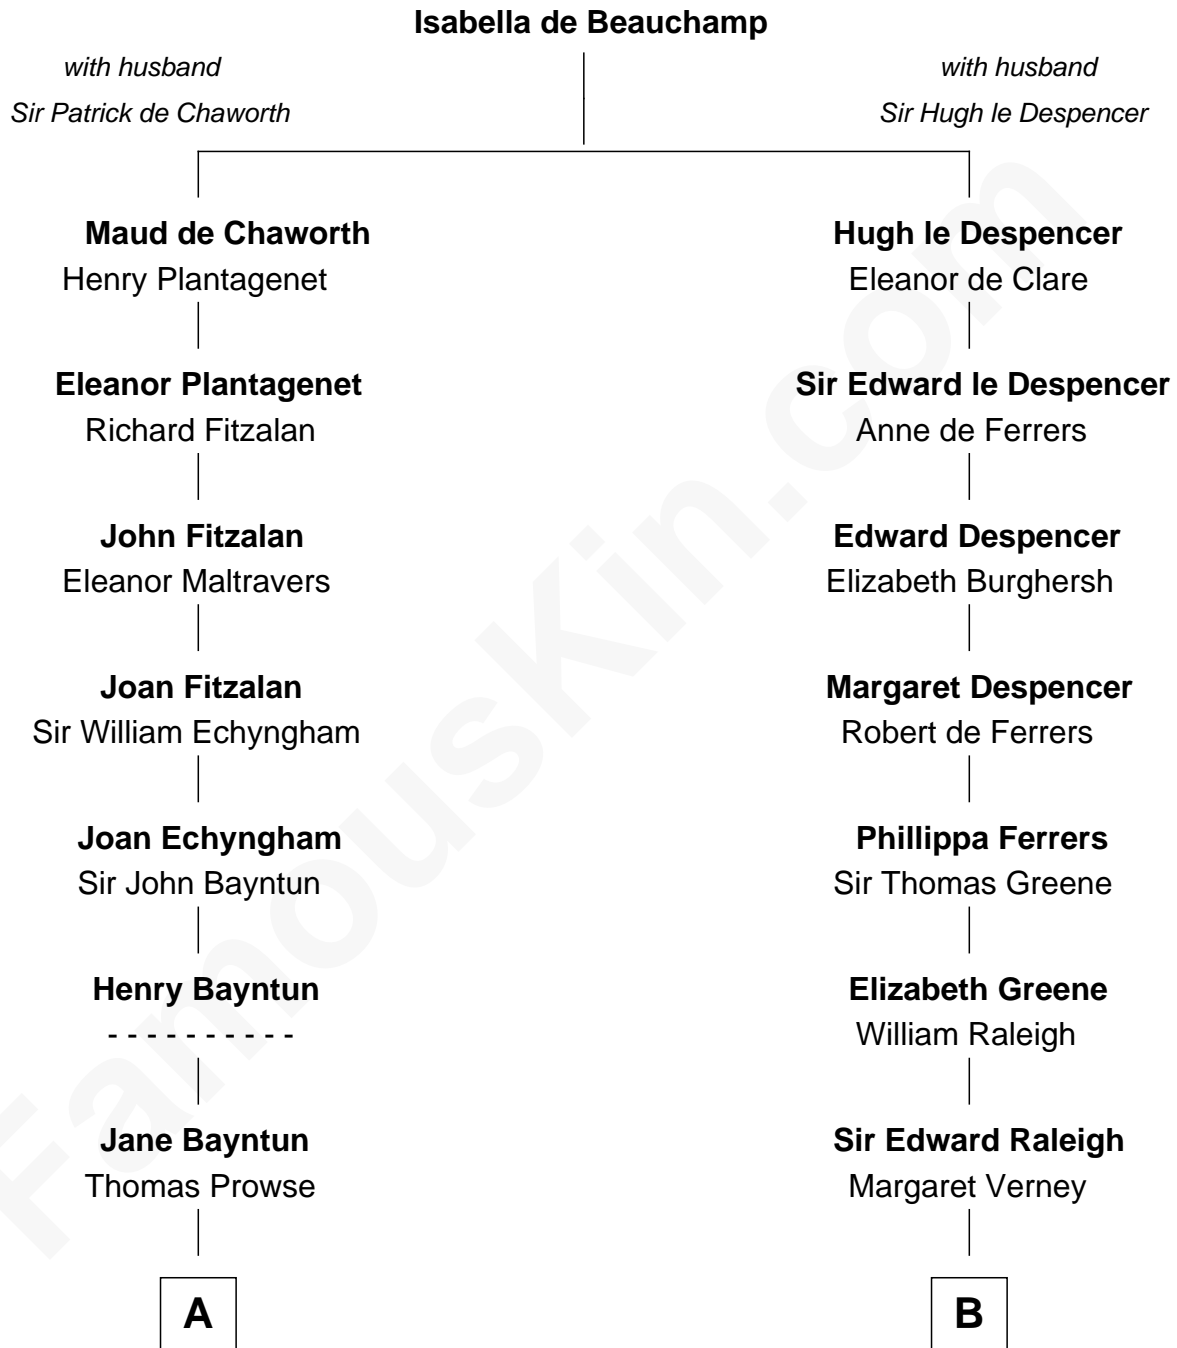 Isabella de Beauchamp
with husband
Sir Patrick de Chaworth
with husband
Sir Hugh le Despencer
Maud de Chaworth
Henry Plantagenet
Eleanor Plantagenet
Richard Fitzalan
John Fitzalan
Eleanor Maltravers
Joan Fitzalan
Sir William Echyngham
Joan Echyngham
Sir John Bayntun
Henry Bayntun
- - - - - - - - - -
Jane Bayntun
Thomas Prowse
A
Hugh le Despencer
Eleanor de Clare
Sir Edward le Despencer
Anne de Ferrers
Edward Despencer
Elizabeth Burghersh
Margaret Despencer
Robert de Ferrers
Phillippa Ferrers
Sir Thomas Greene
Elizabeth Greene
William Raleigh
Sir Edward Raleigh
Margaret Verney
B
FamousKin.com